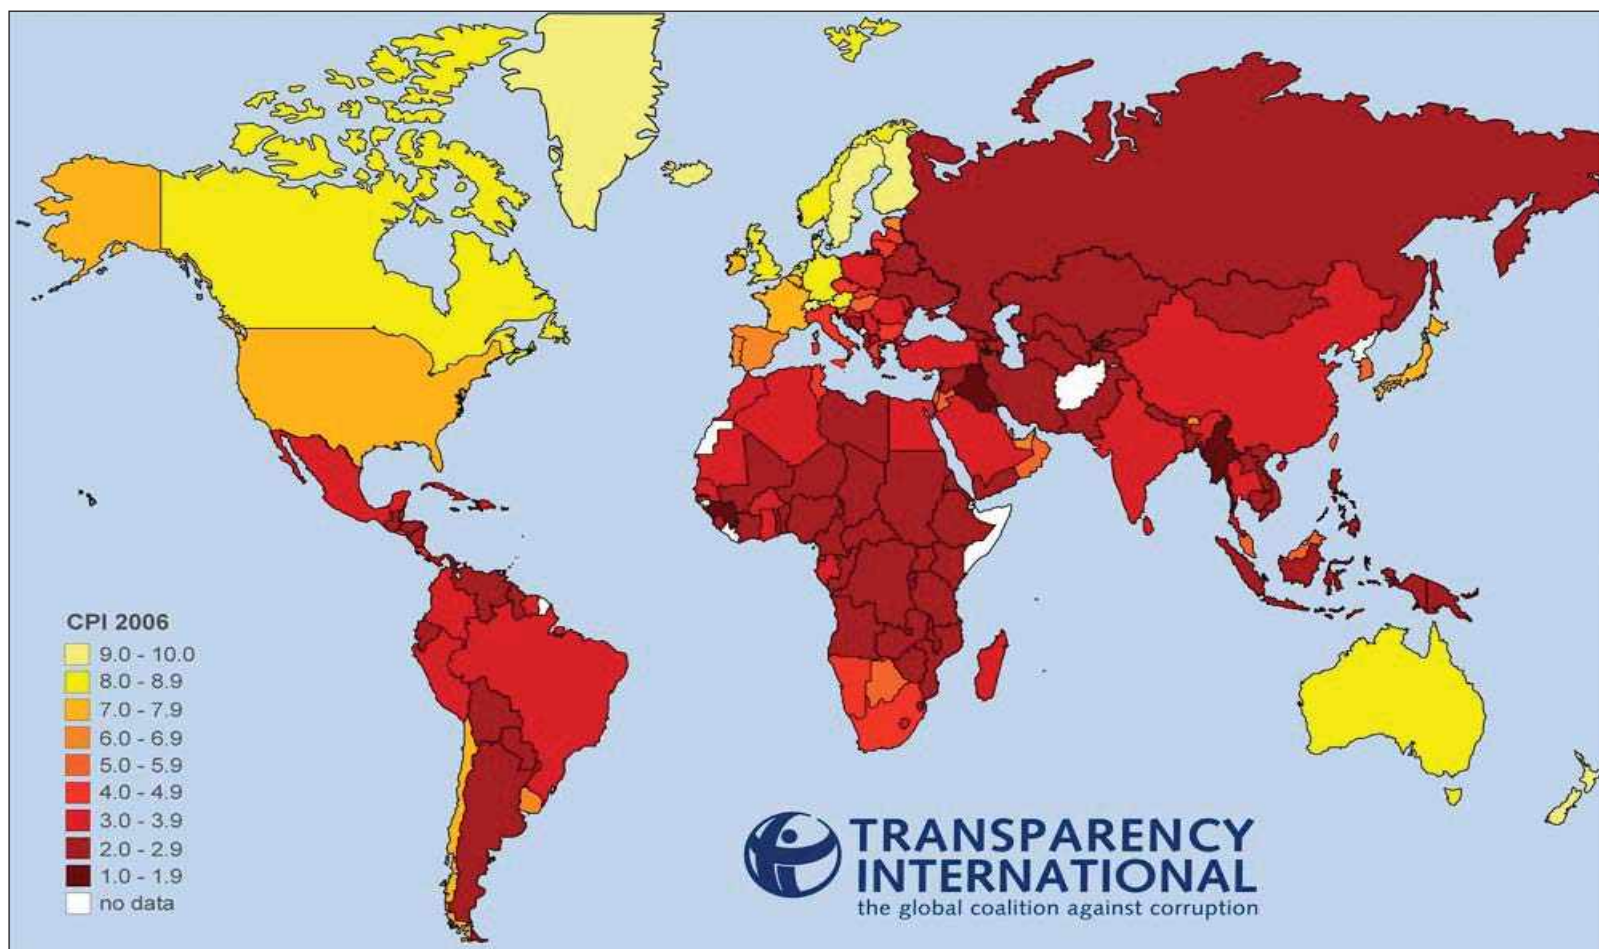 CPI 2006
9.0 - 10.0
8.0 - 8.9
7.0 - 7.9
6.0 - 6.9
5.0 - 5.9
4.0 - 4.9
3.0 - 3.9
2.0 - 2.9
1.0 - 1.9
no data
TRANSPARENCY
INTERNATIONAL
the global coalition against corruption